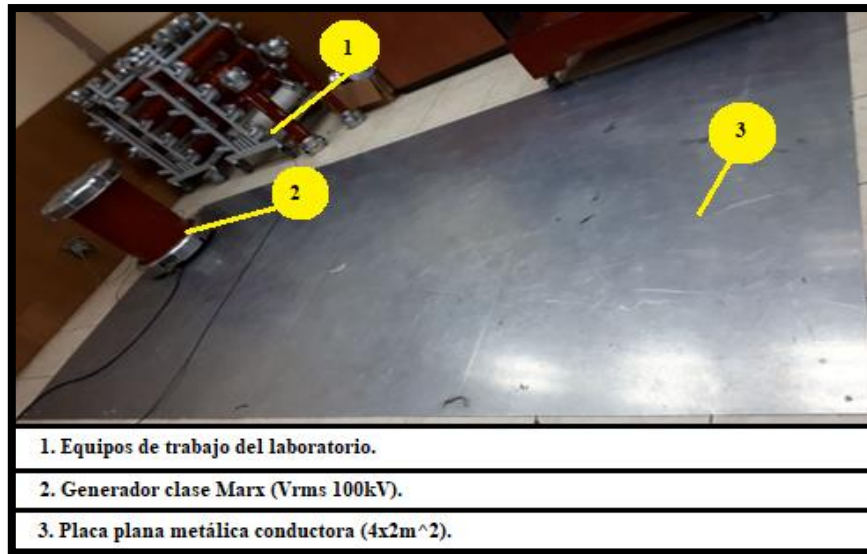 1
2
3
1. Equipos de trabajo del laboratorio.
2. Generador clase Marx (Vrms 100kV).
3. Placa plana metálica conductora (4x2m^2).